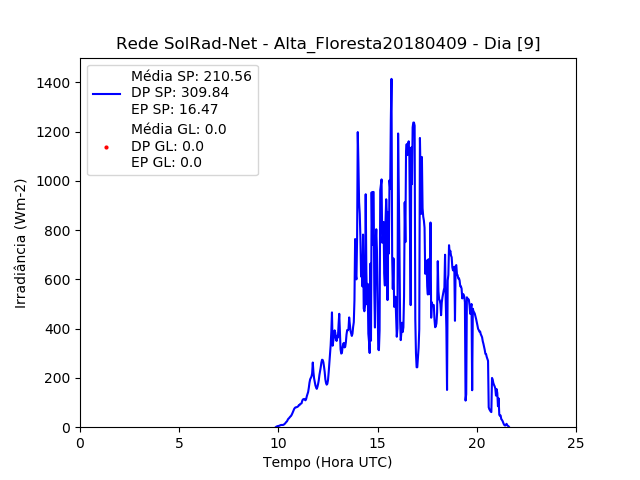 Rede SolRad-Net - Alta_Floresta20180409 - Dia [9]
Média SP: 210.56
DP SP: 309.84
EP SP: 16.47
Média GL: 0.0
DP GL: 0.0
EP GL: 0.0
1400
1200
1000
800
600
400
200
0
Irradiância (Wm-2)
0 5 10 15 20 25
Tempo (Hora UTC)